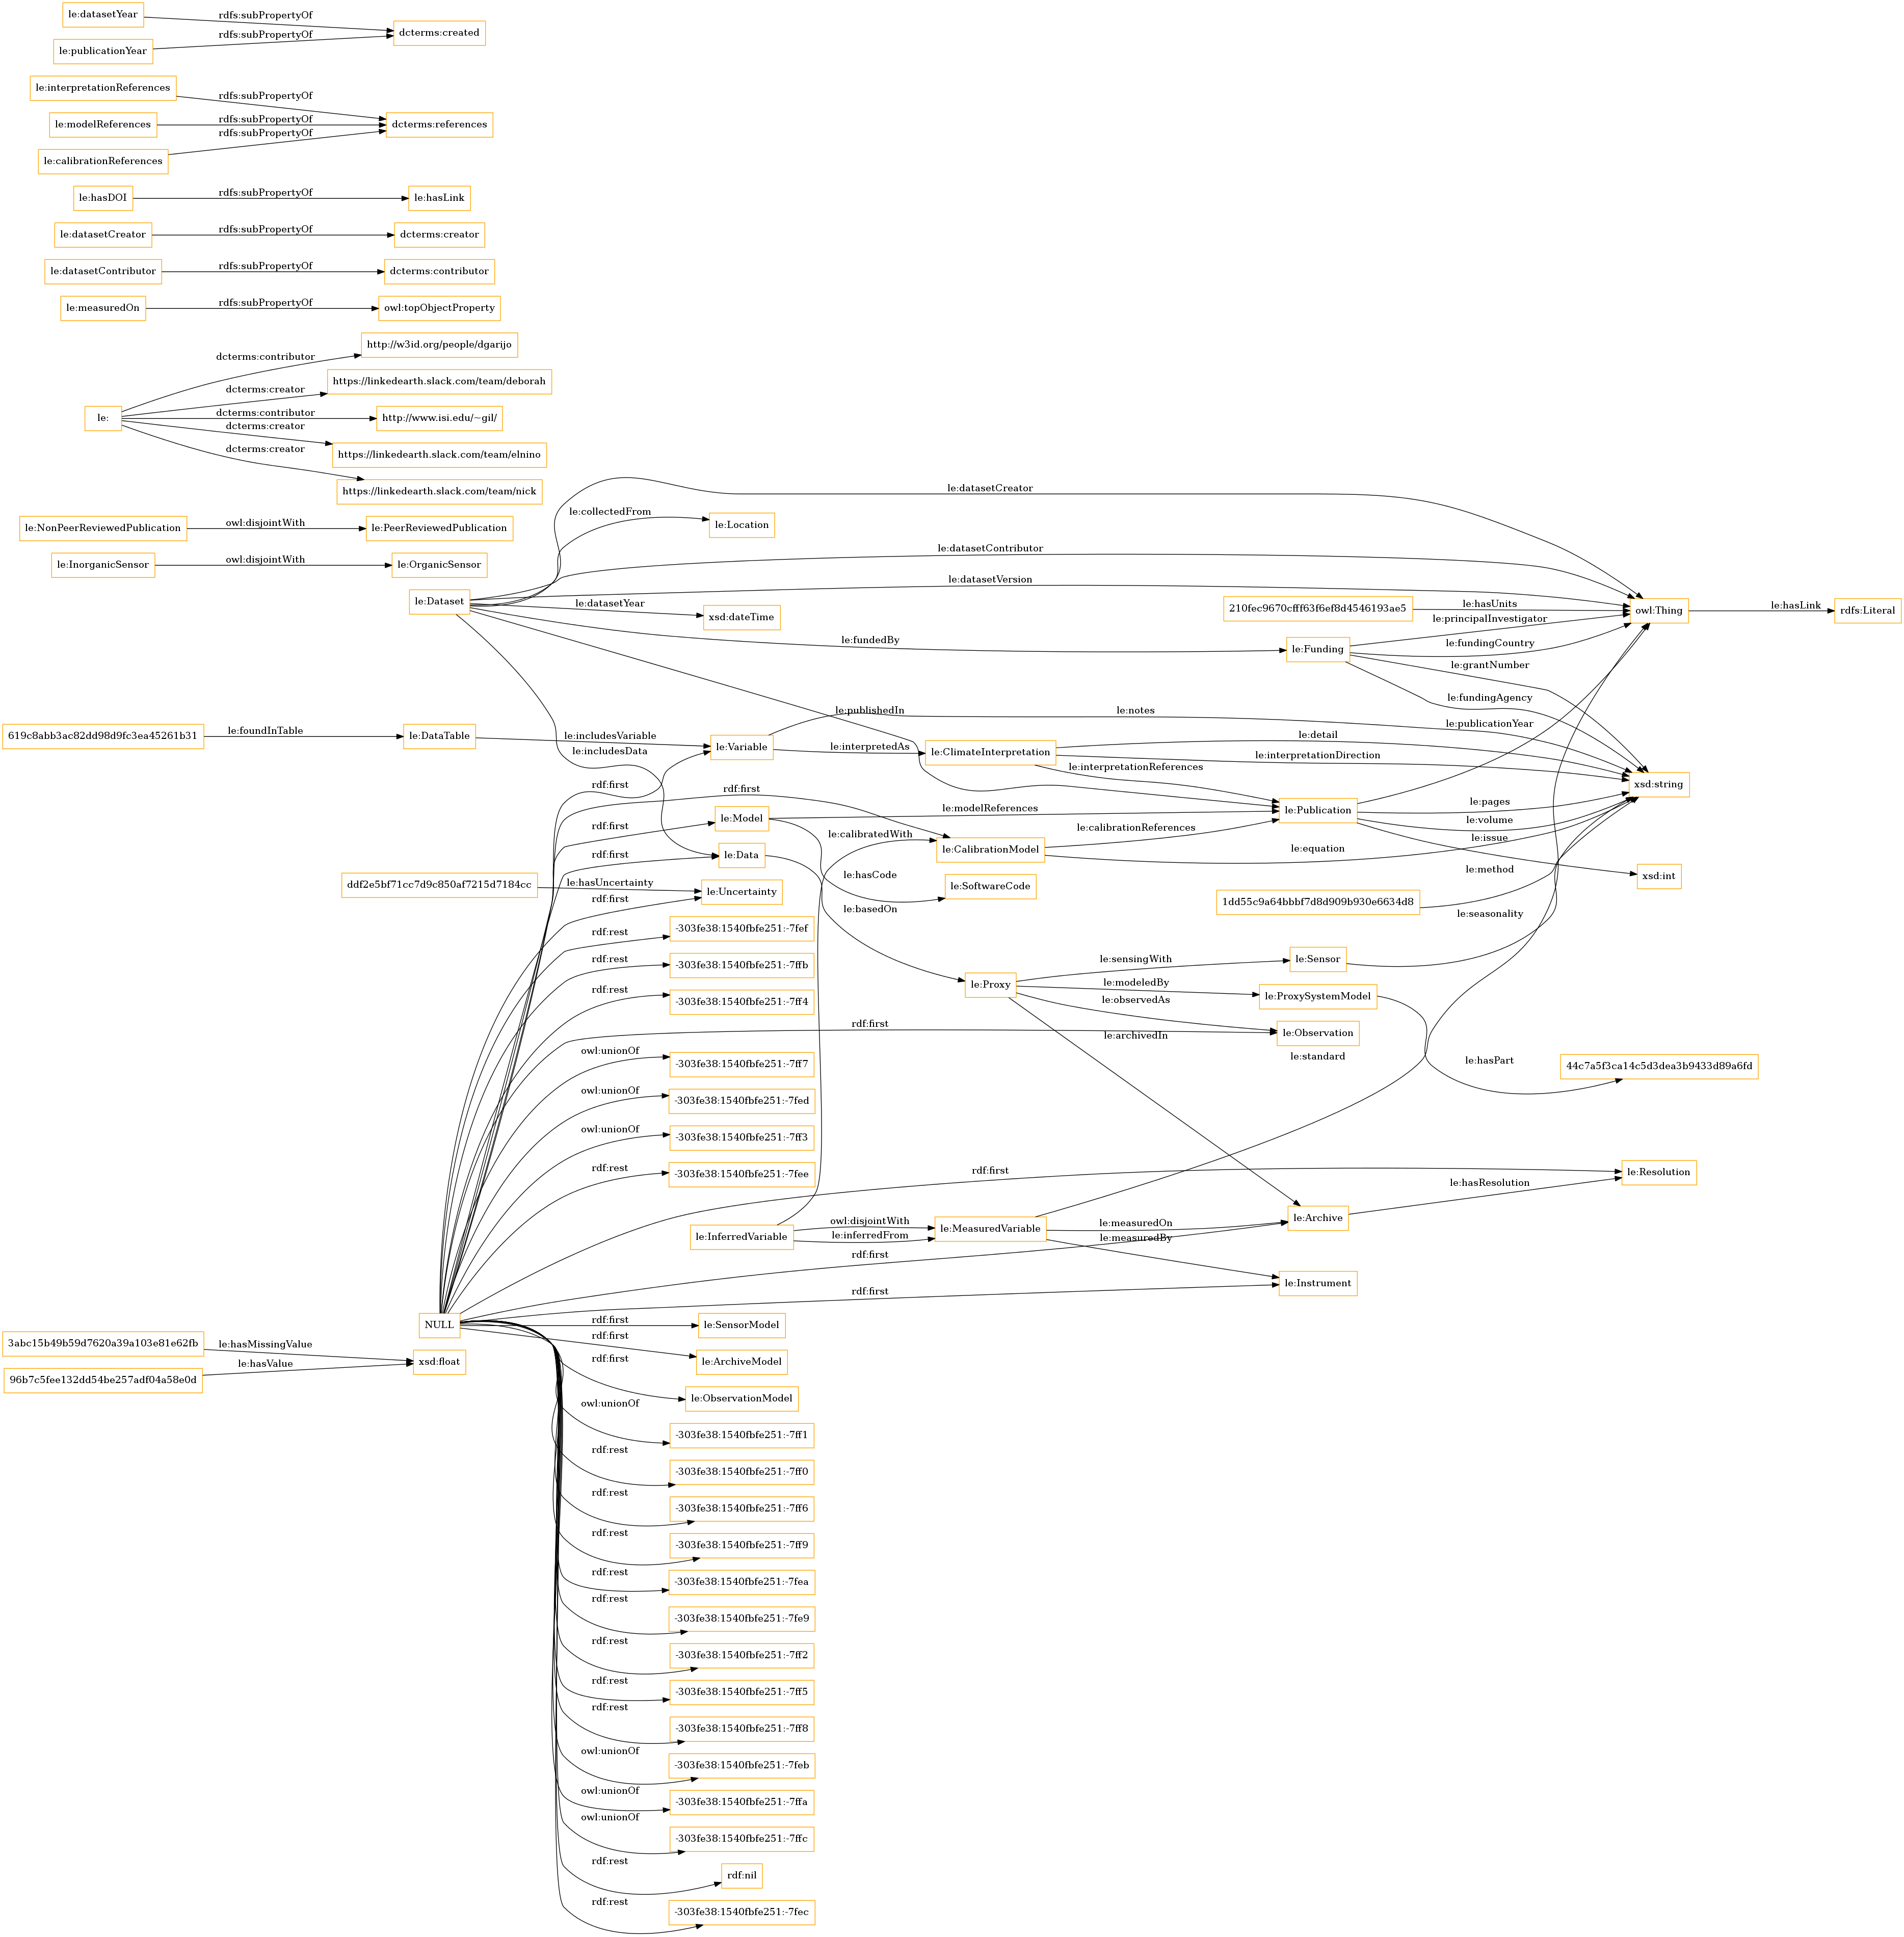 le:datasetYear
rdfs:subPropertyOf
dcterms:created
le:publicationYear
rdfs:subPropertyOf
le:interpretationReferences
rdfs:subPropertyOf
le:modelReferences
rdfs:subPropertyOf
dcterms:references
le:calibrationReferences
rdfs:subPropertyOf
le:hasDOI
rdfs:subPropertyOf
le:hasLink
le:datasetCreator
rdfs:subPropertyOf
dcterms:creator
le:datasetContributor
rdfs:subPropertyOf
dcterms:contributor
le:measuredOn
rdfs:subPropertyOf
owl:topObjectProperty
le:
dcterms:contributor
http://w3id.org/people/dgarijo
dcterms:creator
https://linkedearth.slack.com/team/deborah
dcterms:contributor
http://www.isi.edu/~gil/
dcterms:creator
https://linkedearth.slack.com/team/elnino
dcterms:creator
https://linkedearth.slack.com/team/nick
le:NonPeerReviewedPublication
owl:disjointWith
le:PeerReviewedPublication
le:InorganicSensor
owl:disjointWith
le:OrganicSensor
le:Dataset
le:datasetCreator
le:collectedFrom
le:Location
le:datasetContributor
le:datasetVersion
le:datasetYear
xsd:dateTime
le:fundedBy
le:publishedIn
le:includesData
210fec9670cfff63f6ef8d4546193ae5
le:hasUnits
owl:Thing
le:hasLink
rdfs:Literal
le:Funding
le:principalInvestigator
le:fundingCountry
le:grantNumber
le:fundingAgency
619c8abb3ac82dd98d9fc3ea45261b31
le:foundInTable
le:DataTable
le:includesVariable
le:Variable
le:notes
le:interpretedAs
le:ClimateInterpretation
le:detail
le:interpretationDirection
le:interpretationReferences
xsd:string
le:publicationYear
le:Publication
le:pages
le:volume
le:issue
xsd:int
rdf:first
rdf:first
rdf:first
rdf:first
le:Model
le:modelReferences
le:hasCode
le:SoftwareCode
le:Data
le:basedOn
le:calibratedWith
le:CalibrationModel
le:calibrationReferences
le:equation
ddf2e5bf71cc7d9c850af7215d7184cc
le:hasUncertainty
le:Uncertainty
rdf:first
1dd55c9a64bbbf7d8d909b930e6634d8
le:method
le:seasonality
rdf:rest
-303fe38:1540fbfe251:-7fef
rdf:rest
-303fe38:1540fbfe251:-7ffb
rdf:rest
-303fe38:1540fbfe251:-7ff4
le:Proxy
le:sensingWith
le:Sensor
le:modeledBy
le:ProxySystemModel
le:observedAs
le:Observation
rdf:first
le:archivedIn
le:standard
le:hasPart
44c7a5f3ca14c5d3dea3b9433d89a6fd
owl:unionOf
-303fe38:1540fbfe251:-7ff7
owl:unionOf
-303fe38:1540fbfe251:-7fed
owl:unionOf
-303fe38:1540fbfe251:-7ff3
rdf:rest
-303fe38:1540fbfe251:-7fee
rdf:first
le:Resolution
le:InferredVariable
owl:disjointWith
le:inferredFrom
le:MeasuredVariable
le:measuredOn
le:measuredBy
le:Archive
le:hasResolution
rdf:first
le:Instrument
rdf:first
NULL
rdf:first
le:SensorModel
3abc15b49b59d7620a39a103e81e62fb
le:hasMissingValue
xsd:float
96b7c5fee132dd54be257adf04a58e0d
le:hasValue
rdf:first
le:ArchiveModel
rdf:first
le:ObservationModel
owl:unionOf
-303fe38:1540fbfe251:-7ff1
rdf:rest
-303fe38:1540fbfe251:-7ff0
rdf:rest
-303fe38:1540fbfe251:-7ff6
rdf:rest
-303fe38:1540fbfe251:-7ff9
rdf:rest
-303fe38:1540fbfe251:-7fea
rdf:rest
-303fe38:1540fbfe251:-7fe9
rdf:rest
-303fe38:1540fbfe251:-7ff2
rdf:rest
-303fe38:1540fbfe251:-7ff5
rdf:rest
-303fe38:1540fbfe251:-7ff8
owl:unionOf
-303fe38:1540fbfe251:-7feb
owl:unionOf
-303fe38:1540fbfe251:-7ffa
owl:unionOf
-303fe38:1540fbfe251:-7ffc
rdf:rest
rdf:nil
rdf:rest
-303fe38:1540fbfe251:-7fec